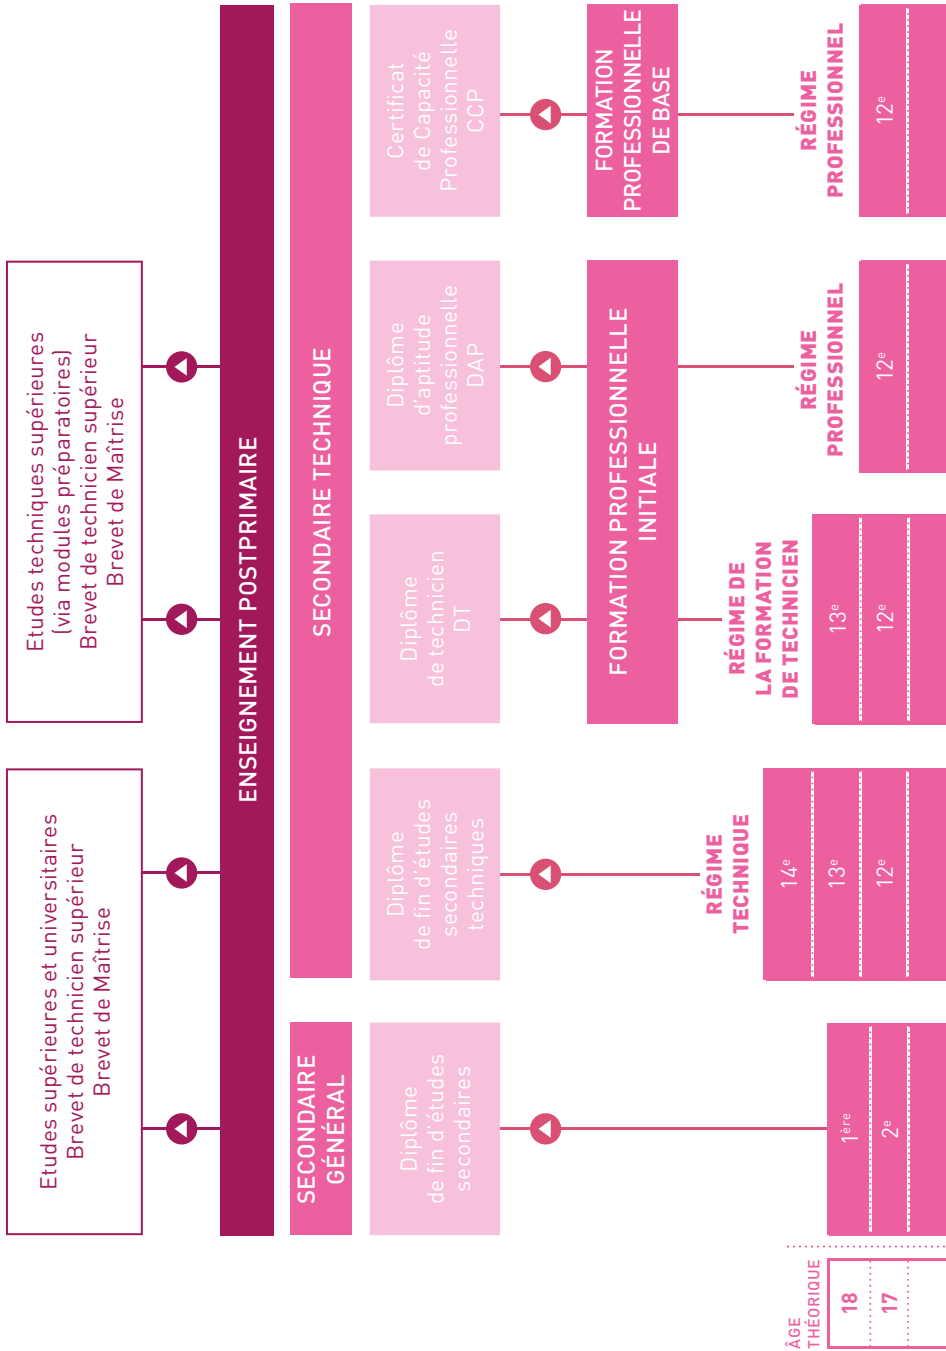 Etudes supérieures et universitaires
Brevet de technicien supérieur
Brevet de Maîtrise
Etudes techniques supérieures
(via modules préparatoires)
Brevet de technicien supérieur
Brevet de Maîtrise
ENSEIGNEMENT POSTPRIMAIRE
SECONDAIRE
GÉNÉRAL
SECONDAIRE TECHNIQUE
Diplôme
de fin d'études
secondaires
Diplôme
de fin d'études
secondaires
techniques
Diplôme
de technicien
DT
Diplôme
d'aptitude
professionnelle
DAP
Certificat
de Capacité
Professionnelle
CCP
FORMATION PROFESSIONNELLE
INITIALE
FORMATION
PROFESSIONNELLE
DE BASE
RÉGIME
TECHNIQUE
RÉGIME DE
LA FORMATION
DE TECHNICIEN
RÉGIME
PROFESSIONNEL
RÉGIME
PROFESSIONNEL
ÂGE
THÉORIQUE
14e
18
1ère
13e
13e
17
2e
12e
12e
12e
12e